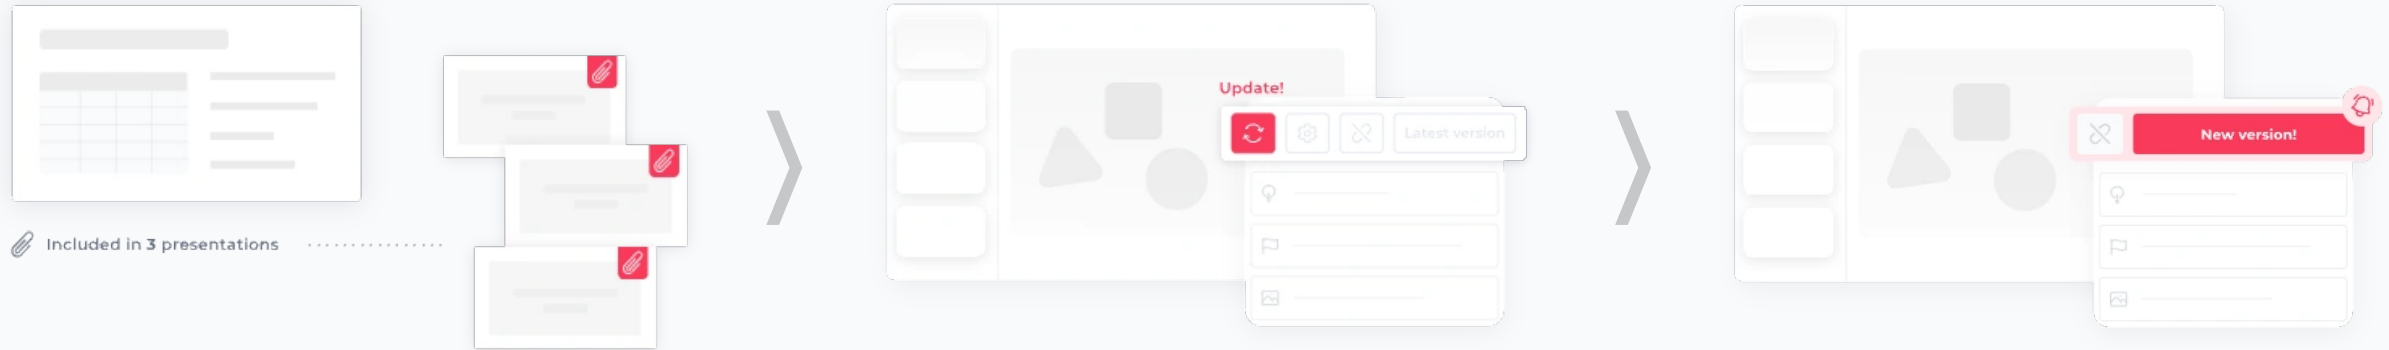 Included in 3 presentations
Update!
Latest version
New version!